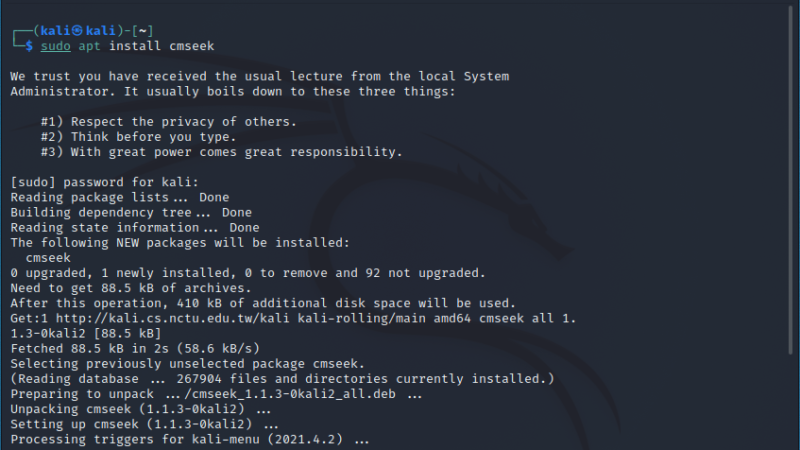 ┌──(kali㉿kali)-[~]
└─$ sudo apt install cmseek
We trust you have received the usual lecture from the local System
Administrator. It usually boils down to these three things:
#1) Respect the privacy of others.
#2) Think before you type.
#3) With great power comes great responsibility.
[sudo] password for kali:
Reading package lists... Done
Building dependency tree... Done
Reading state information... Done
The following NEW packages will be installed:
cmseek
0 upgraded, 1 newly installed, 0 to remove and 92 not upgraded.
Need to get 88.5 kB of archives.
After this operation, 410 kB of additional disk space will be used.
Get:1 http://kali.cs.nctu.edu.tw/kali kali-rolling/main amd64 cmseek all 1.
1.3-0kali2 [88.5 kB]
Fetched 88.5 kB in 2s (58.6 kB/s)
Selecting previously unselected package cmseek.
(Reading database ... 267904 files and directories currently installed.)
Preparing to unpack .../cmseek_1.1.3-0kali2_all.deb ...
Unpacking cmseek (1.1.3-0kali2) ...
Setting up cmseek (1.1.3-0kali2) ...
Processing triggers for kali-menu (2021.4.2) ...